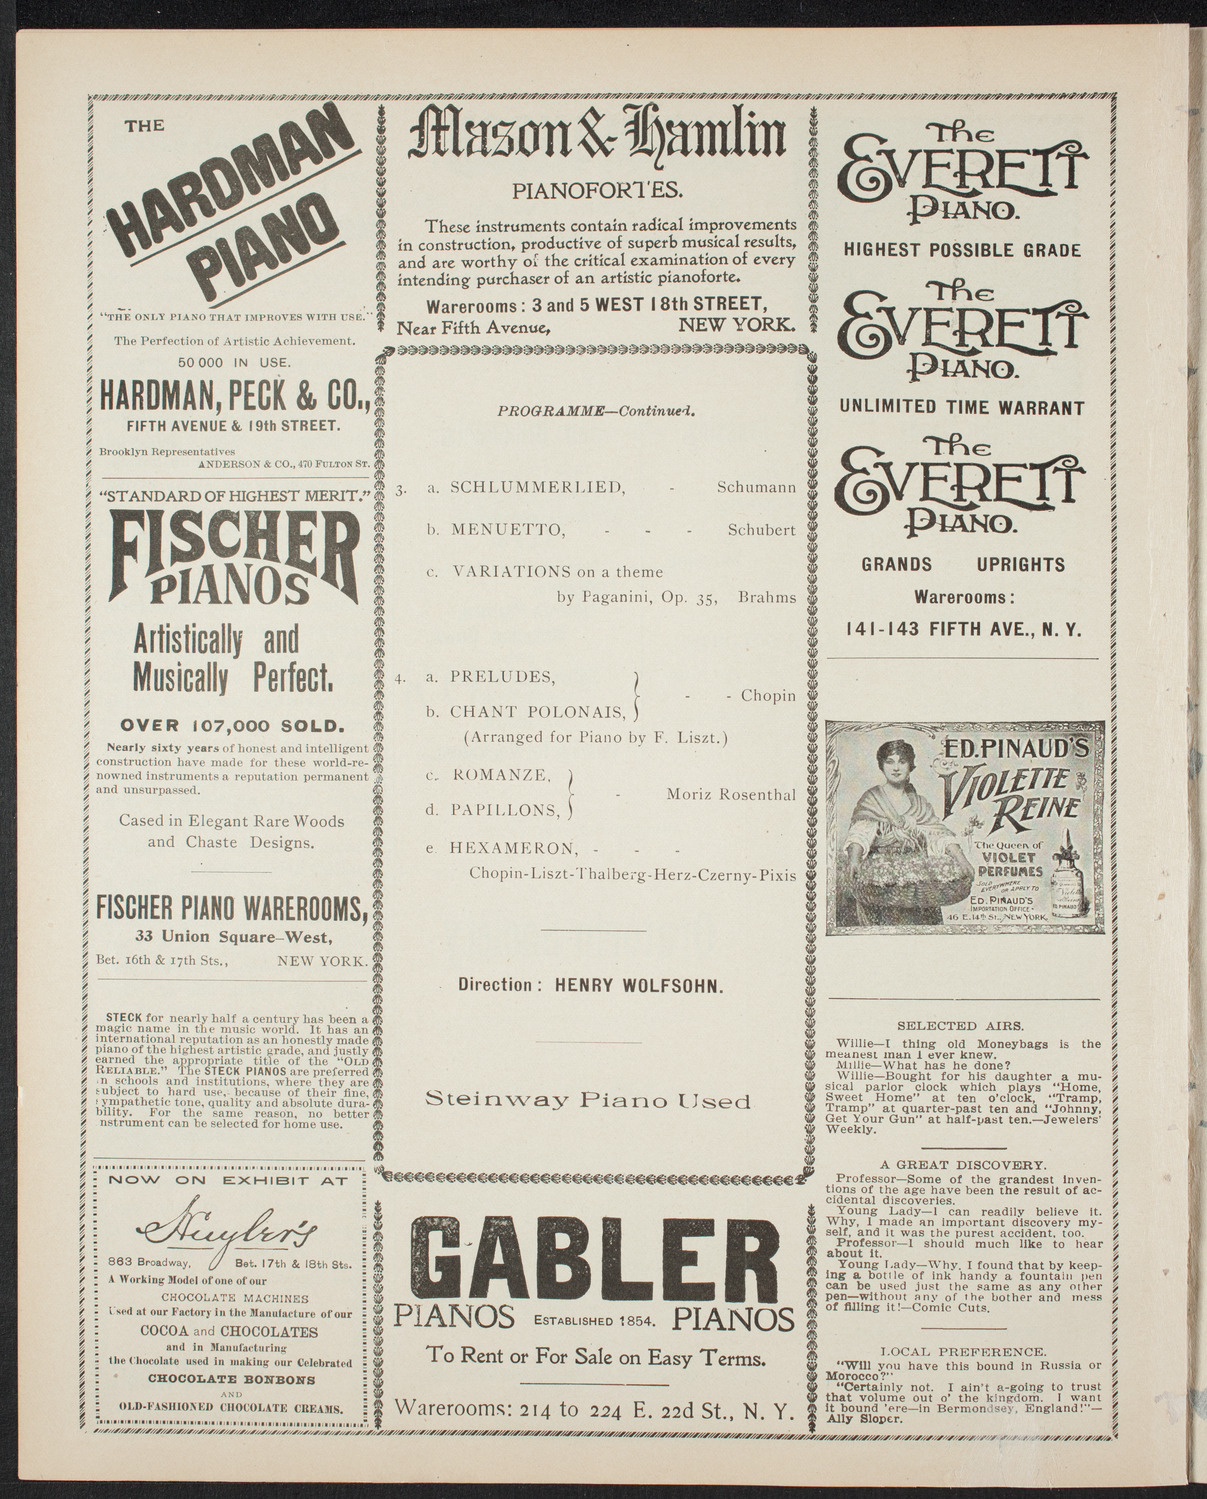 THE
HARDMAN
PIANO
"THE ONLY PIANO THAT IMPROVES WITH USE."
The Perfection of Artistic Achievement.
50 000 IN USE.
HARDMAN, PECK & CO.,
FIFTH AVENUE & 19th STREET.
Brooklyn Representatives
ANDERSON & CO., 470 FULTON ST.
"STANDARD OF HIGHEST MERIT."
FISCHER
PIANOS
Artistically and
Musically Perfect.
OVER 107,000 SOLD.
Nearly sixty years of honest and intelligent
construction have made for these world-re-
nowned instruments a reputation permanent
and unsurpassed.
Cased in Elegant Rare Woods
and Chaste Designs.
FISCHER PIANO WAREROOMS,
33 Union Square-West,
Bet. 16th & 17th Sts., NEW YORK.
STECK for nearly half a century has been a
magic name in the music world. It has an
international reputation as an honestly made
piano of the highest artistic grade, and justly
earned the appropriate title of the "OLD
RELIABLE." The STECK PIANOS are preferred
in schools and institutions, where they are
subject to hard use, because of their fine,
sympathetic tone, quality and absolute dura-
bility. For the same reason, no better
nstrument can be selected for home use.
NOW ON EXHIBIT AT
Huyler's
863 Broadway, Bet. 17th & 18th Sts.
A Working Model of one of our
CHOCOLATE MACHINES
Used at our Factory in the Manufacture of our
COCOA and CHOCOLATES
and in Manufacturing
the Chocolate used in making our Celebrated
CHOCOLATE BONBONS
AND
OLD-FASHIONED CHOCOLATE CREAMS.
Mason & Hamlin
PIANOFORTES.
These instruments contain radical improvements
in construction, productive of superb musical results,
and are worthy of the critical examination of every
intending purchaser of an artistic pianoforte.
Warerooms: 3 and 5 WEST 18th STREET,
Near Fifth Avenue, NEW YORK.
PROGRAMME—Continued.
3. a. SCHLUMMERLIED, - Schumann
b. MENUETTO, - - - Schubert
c. VARIATIONS on a theme
by Paganini, Op. 35, Brahms
4. a. PRELUDES,
- - Chopin
b. CHANT POLONAIS,
(Arranged for Piano by F. Liszt.)
c. ROMANZE,
- Moriz Rosenthal
d. PAPILLONS,
e. HEXAMERON, - - -
Chopin-Liszt-Thalberg-Herz-Czerny-Pixis
Direction: HENRY WOLFSOHN.
Steinway Piano Used
GABLER
PIANOS ESTABLISHED 1854. PIANOS
To Rent or For Sale on Easy Terms.
Warerooms: 214 to 224 E. 22d St., N. Y.
The
EVERETT
PIANO.
HIGHEST POSSIBLE GRADE
The
EVERETT
PIANO.
UNLIMITED TIME WARRANT
The
EVERETT
PIANO.
GRANDS UPRIGHTS
Warerooms:
141-143 FIFTH AVE., N. Y.
ED. PINAUD'S
VIOLETTE
REINE
The Queen of
VIOLET
PERFUMES
SOLD
EVERYWHERE
OR APPLY TO
ED. PINAUD'S
IMPORTATION OFFICE
46 E. 14th St., NEW YORK.
SELECTED AIRS.
Willie—I thing old Moneybags is the
meanest man I ever knew.
Millie—What has he done?
Willie—Bought for his daughter a mu-
sical parlor clock which plays "Home,
Sweet Home" at ten o'clock, "Tramp,
Tramp" at quarter-past ten and "Johnny,
Get Your Gun" at half-past ten.—Jewelers'
Weekly.
A GREAT DISCOVERY.
Professor—Some of the grandest inven-
tions of the age have been the result of ac-
cidental discoveries.
Young Lady—I can readily believe it.
Why, I made an important discovery my-
self, and it was the purest accident, too.
Professor—I should much like to hear
about it.
Young Lady—Why, I found that by keep-
ing a bottle of ink handy a fountain pen
can be used just the same as any other
pen—without any of the bother and mess
of filling it!—Comic Cuts.
LOCAL PREFERENCE.
"Will you have this bound in Russia or
Morocco?"
"Certainly not. I ain't a-going to trust
that volume out o' the kingdom. I want
it bound 'ere—in Bermondsey, England!"—
Ally Sloper.